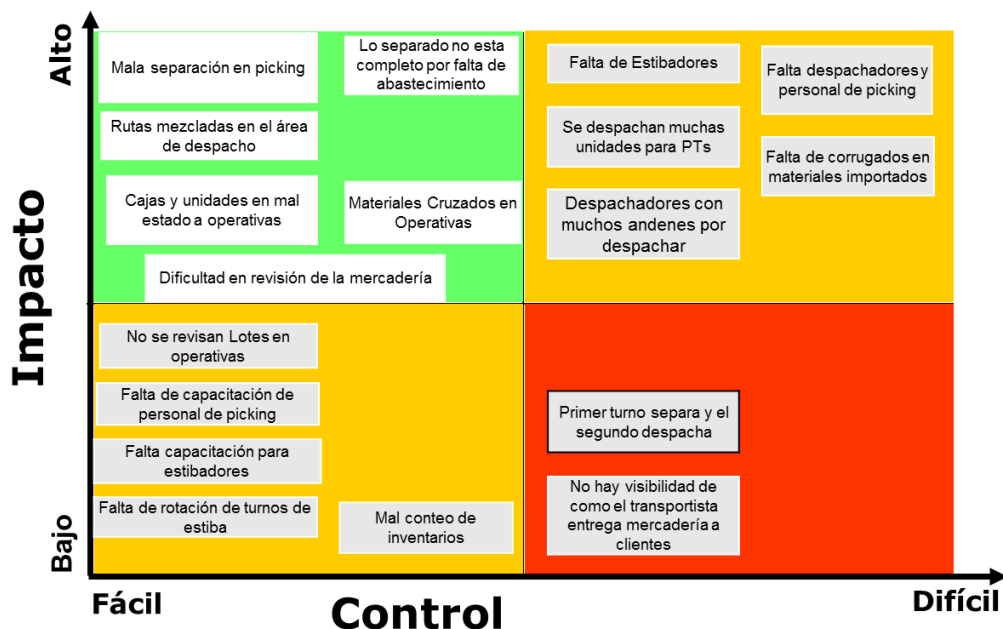 Impacto
Alto
Bajo
Mala separación en picking
Lo separado no esta
completo por falta de
abastecimiento
Rutas mezcladas en el área
de despacho
Cajas y unidades en mal
estado a operativas
Materiales Cruzados en
Operativas
Dificultad en revisión de la mercadería
Falta de Estibadores
Falta despachadores y
personal de picking
Se despachan muchas
unidades para PTs
Falta de corrugados en
materiales importados
Despachadores con
muchos andenes por
despachar
No se revisan Lotes en
operativas
Falta de capacitación de
personal de picking
Falta capacitación para
estibadores
Falta de rotación de turnos de
estiba
Mal conteo de
inventarios
Primer turno separa y el
segundo despacha
No hay visibilidad de
como el transportista
entrega mercadería a
clientes
Fácil
Control
Difícil